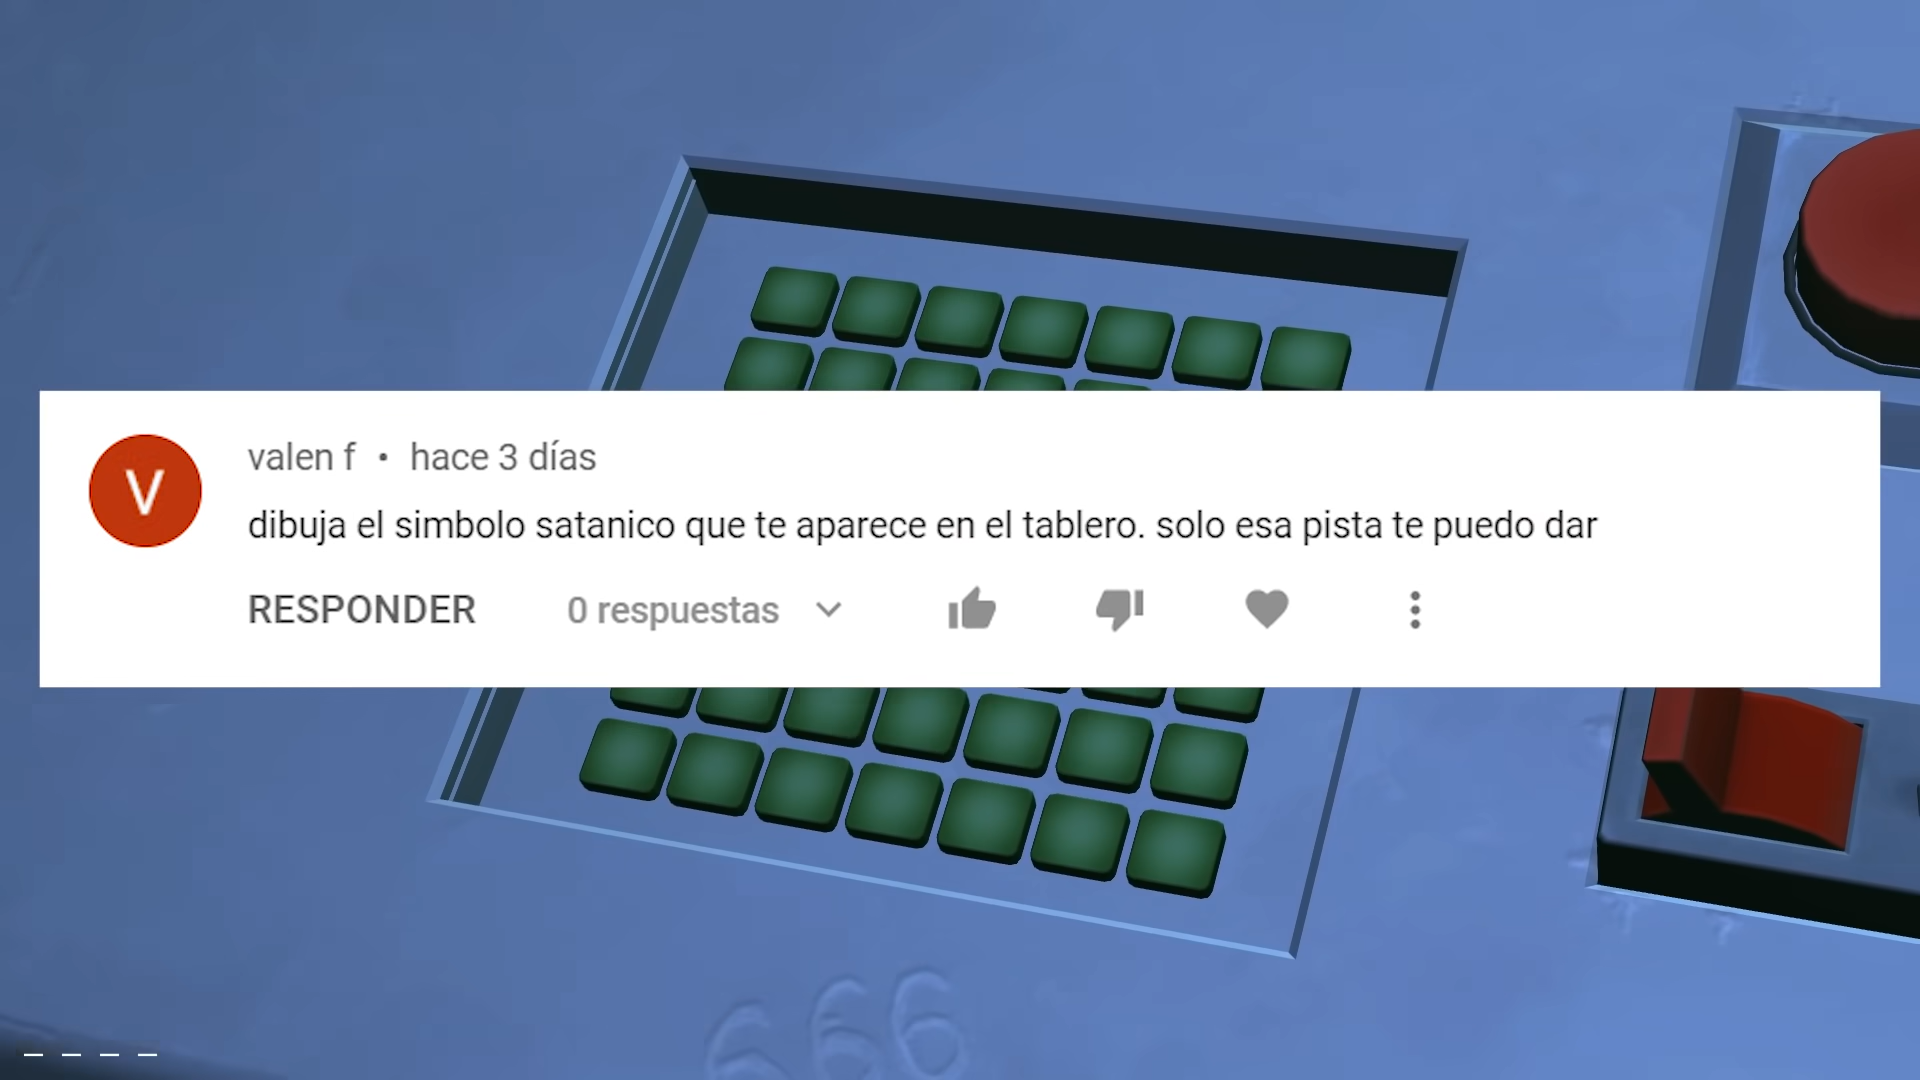 V
valen f • hace 3 días
dibuja el simbolo satanico que te aparece en el tablero. solo esa pista te puedo dar
RESPONDER 0 respuestas
666